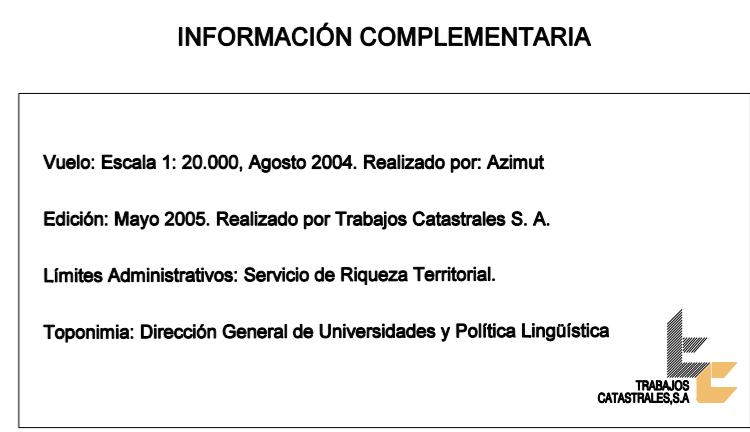 INFORMACIÓN COMPLEMENTARIA
Vuelo: Escala 1: 20.000, Agosto 2004. Realizado por: Azimut
Edición: Mayo 2005. Realizado por Trabajos Catastrales S. A.
Límites Administrativos: Servicio de Riqueza Territorial.
Toponimia: Dirección General de Universidades y Política Lingüística
TRABAJOS
CATASTRALES,S.A